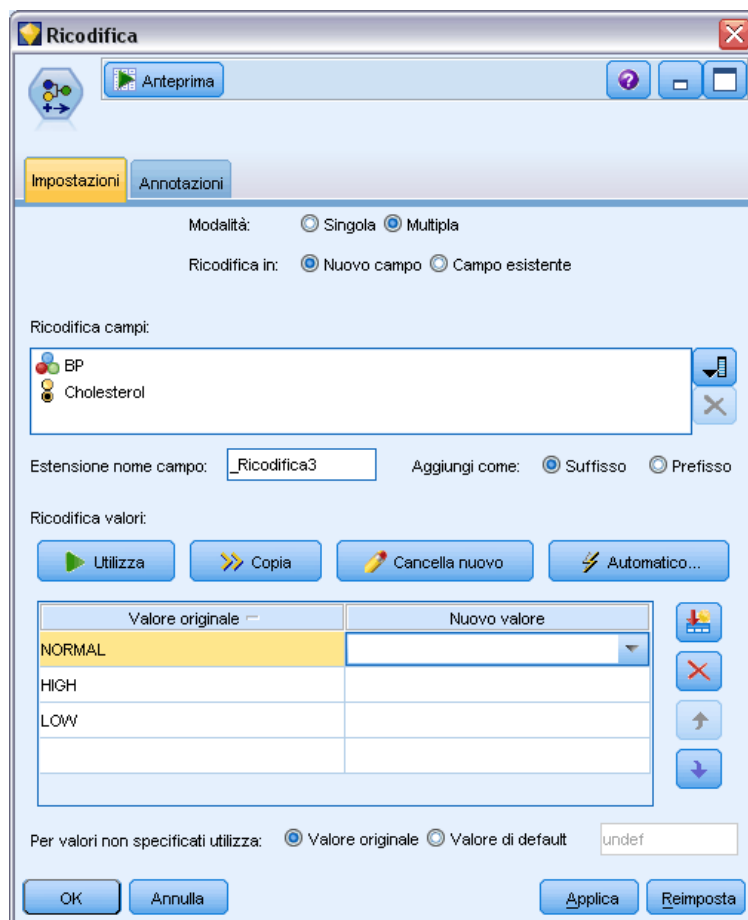 Ricodifica
Anteprima
Impostazioni Annotazioni
Modalità: Singola Multipla
Ricodifica in: Nuovo campo Campo esistente
Ricodifica campi:
BP
Cholesterol
Estensione nome campo: _Ricodifica3 Aggiungi come: Suffisso Prefisso
Ricodifica valori:
Utilizza Copia Cancella nuovo Automatico...
Valore originale Nuovo valore
NORMAL
HIGH
LOW
Per valori non specificati utilizza: Valore originale Valore di default undef
OK Annulla Applica Reimposta